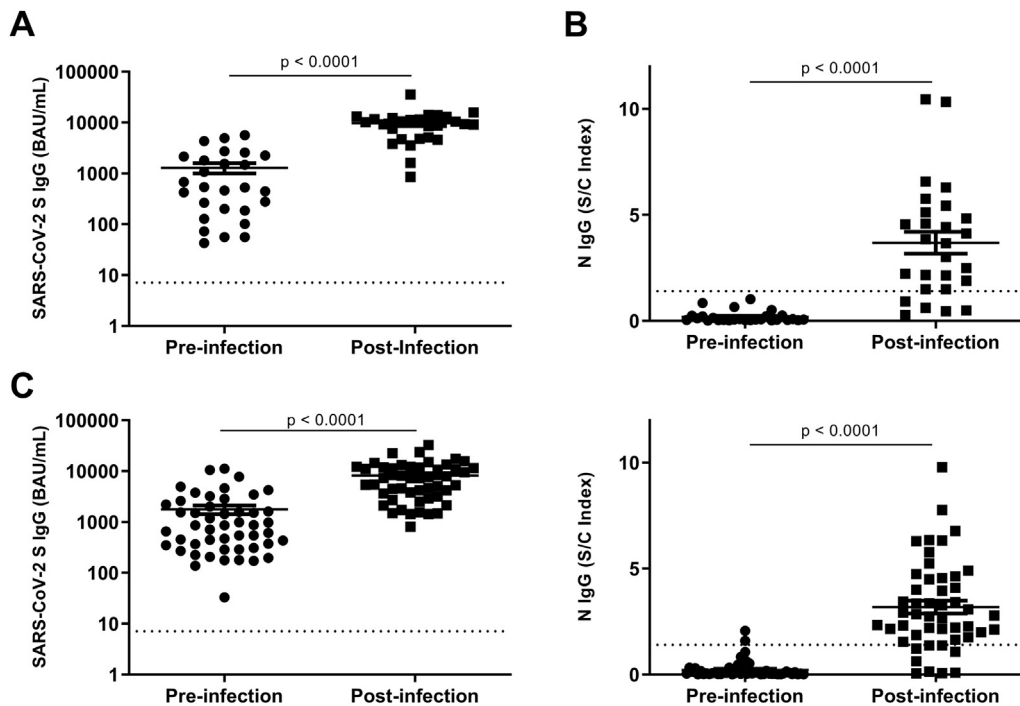 A
p < 0.0001
SARS-CoV-2 S IgG (BAU/mL)
100000
10000
1000
100
10
1
Pre-infection Post-Infection
B
p < 0.0001
N IgG (S/C Index)
10
5
0
Pre-infection Post-infection
C
p < 0.0001
SARS-CoV-2 S IgG (BAU/mL)
100000
10000
1000
100
10
1
Pre-infection Post-infection
p < 0.0001
N IgG (S/C Index)
10
5
0
Pre-infection Post-infection